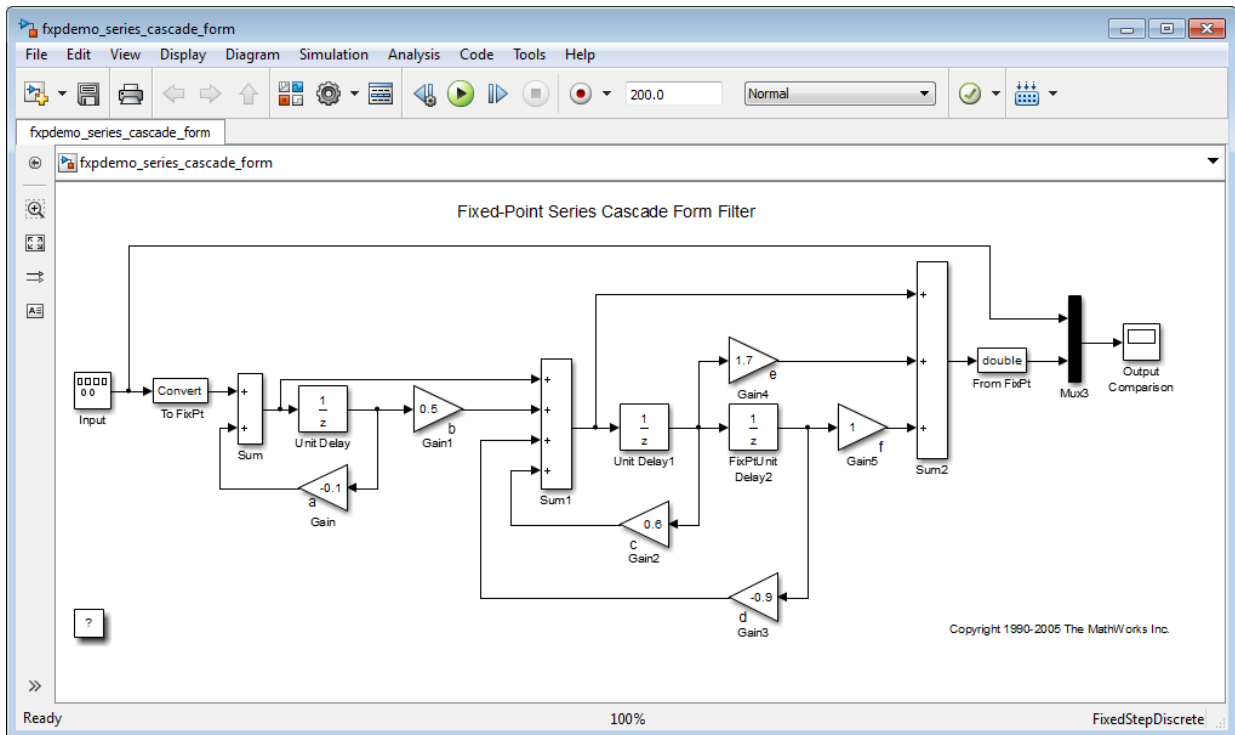 fxpdemo_series_cascade_form
File Edit View Display Diagram Simulation Analysis Code Tools Help
200.0 Normal
fxpdemo_series_cascade_form
fxpdemo_series_cascade_form
Fixed-Point Series Cascade Form Filter
Input
Convert
To FixPt
+
+
Sum
1
z
Unit Delay
-0.1
a
Gain
0.5
b
Gain1
+
+
+
+
Sum1
1
z
Unit Delay1
0.6
c
Gain2
-0.9
d
Gain3
1.7
e
Gain4
1
z
FixPtUnit
Delay2
1
f
Gain5
+
+
+
Sum2
double
From FixPt
Mux3
Output
Comparison
?
Copyright 1990-2005 The MathWorks Inc.
Ready 100% FixedStepDiscrete